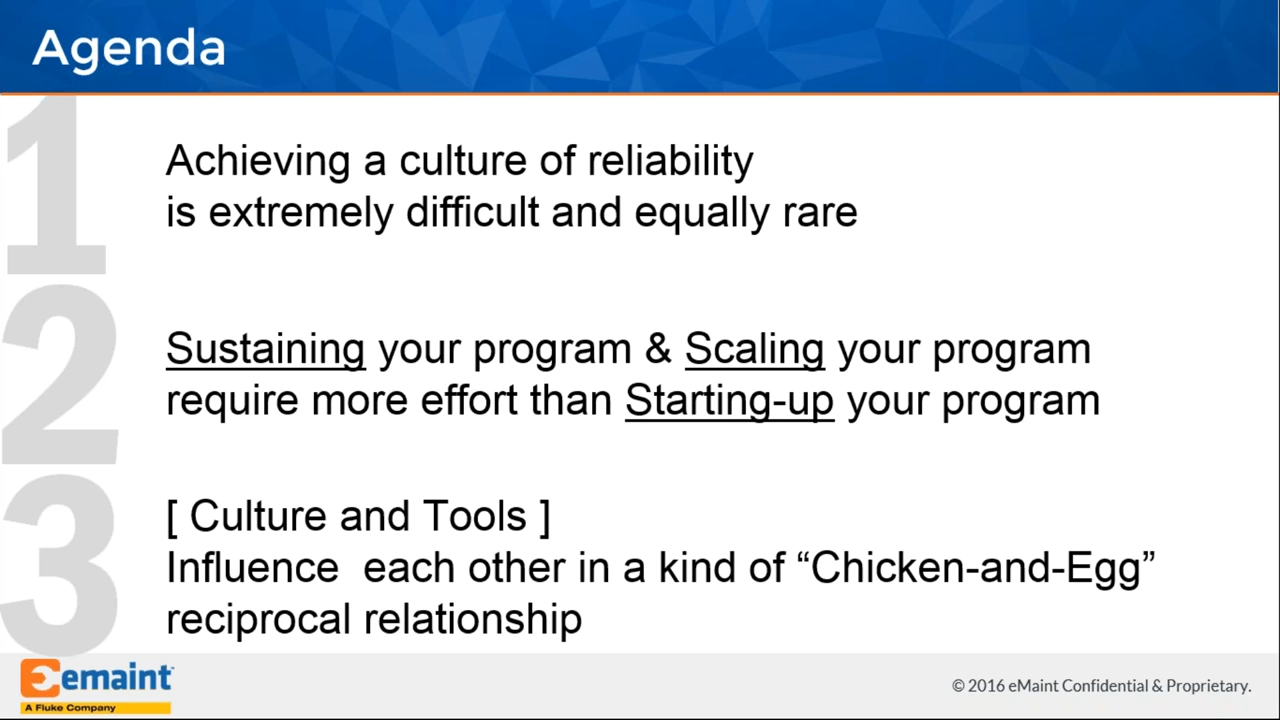 Agenda
1
Achieving a culture of reliability
is extremely difficult and equally rare
2
Sustaining your program & Scaling your program
require more effort than Starting-up your program
3
[ Culture and Tools ]
Influence  each other in a kind of “Chicken-and-Egg”
reciprocal relationship
emaint™
A Fluke Company
© 2016 eMaint Confidential & Proprietary.